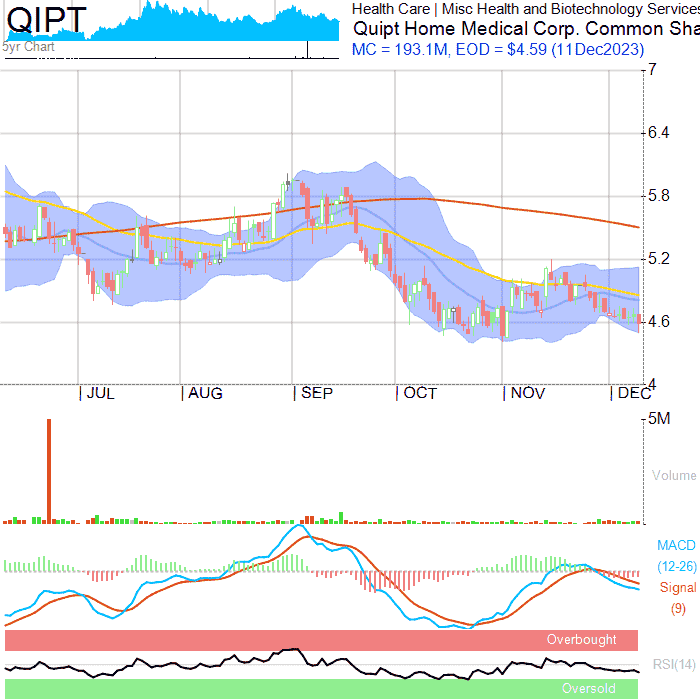 QIPT
5yr Chart
Health Care | Misc Health and Biotechnology Services
Quipt Home Medical Corp. Common Sha
MC = 193.1M, EOD = $4.59 (11Dec2023)
7
6.4
5.8
5.2
4.6
4
JUL AUG SEP OCT NOV DEC
5M
Volume
MACD
(12-26)
Signal
(9)
Overbought
RSI(14)
Oversold